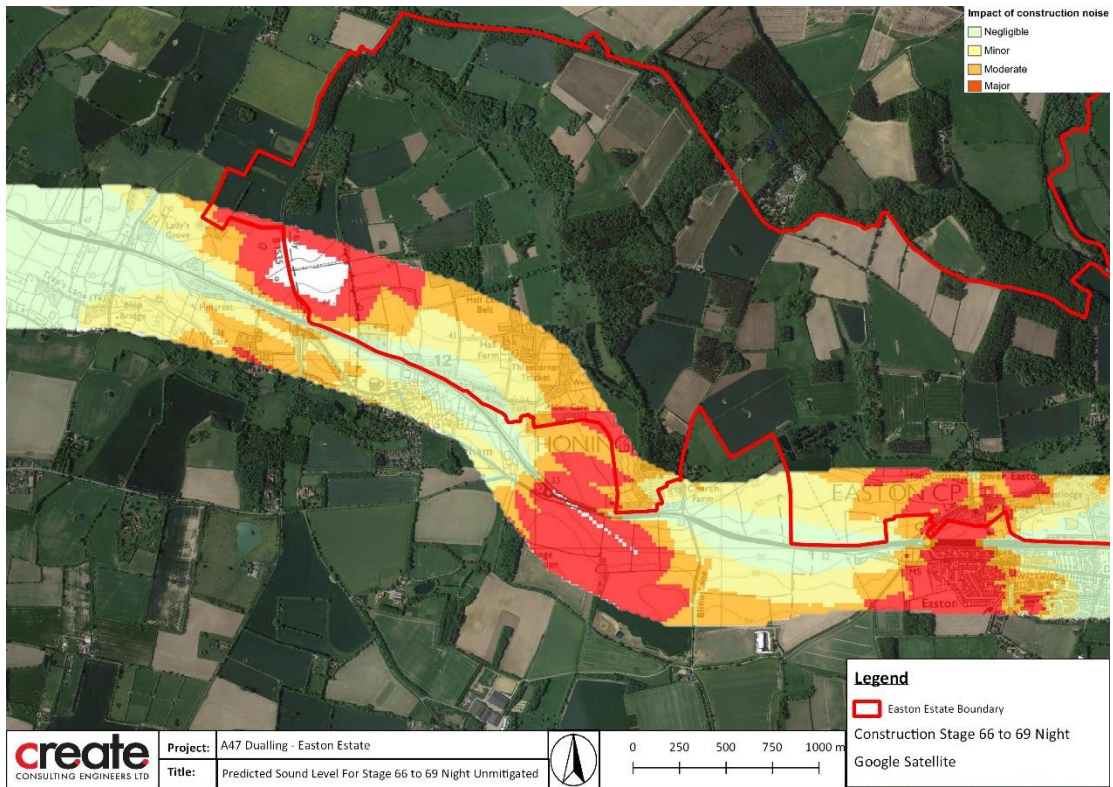 Impact of construction noise
Negligible
Minor
Moderate
Major
Lady's
Grove
Hall
Belt
Hall
Farm
12
HONING
Church
Farm
EASTON CP
Easton
Easton
Legend
Easton Estate Boundary
Construction Stage 66 to 69 Night
Google Satellite
create
CONSULTING ENGINEERS LTD
Project: A47 Dualling - Easton Estate
Title: Predicted Sound Level For Stage 66 to 69 Night Unmitigated
0 250 500 750 1000 m